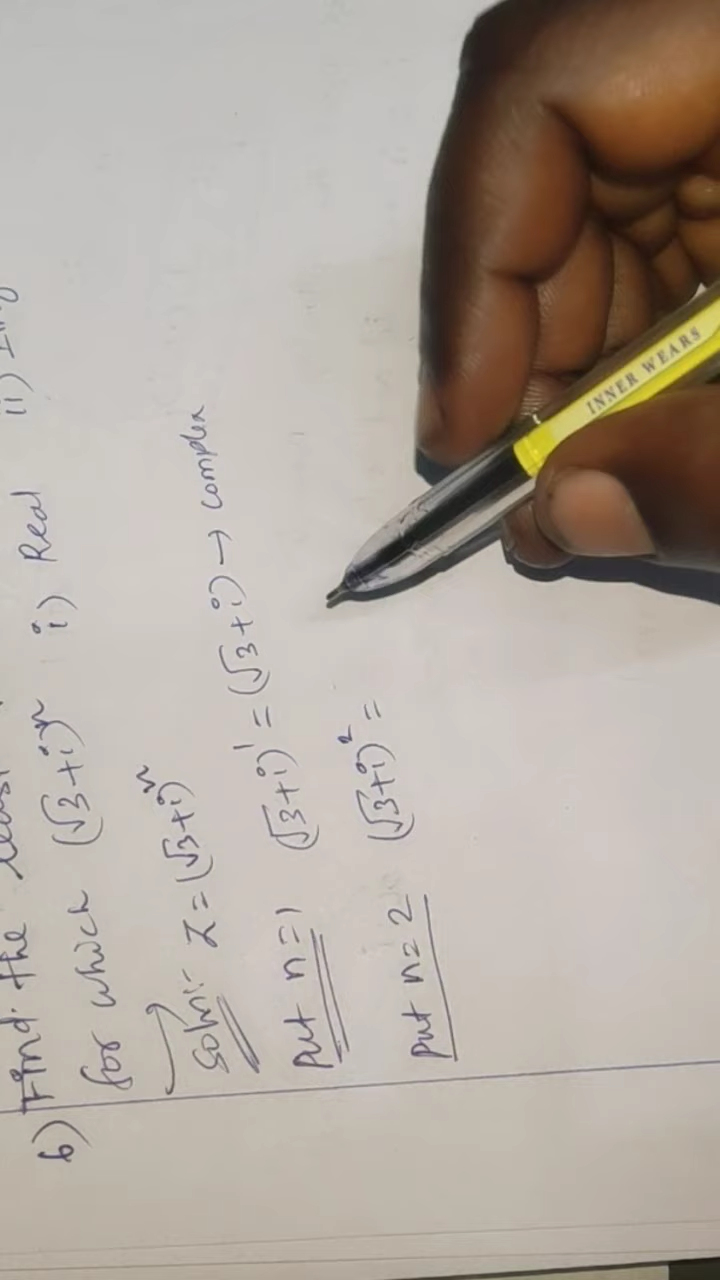 6) Find the least
for which (√3+i)ⁿ i) Real ii)
Soln:- z = (√3+i)ⁿ
put n=1 (√3+i)¹ = (√3+i) → complex
put n=2 (√3+i)² =
INNER WEARS